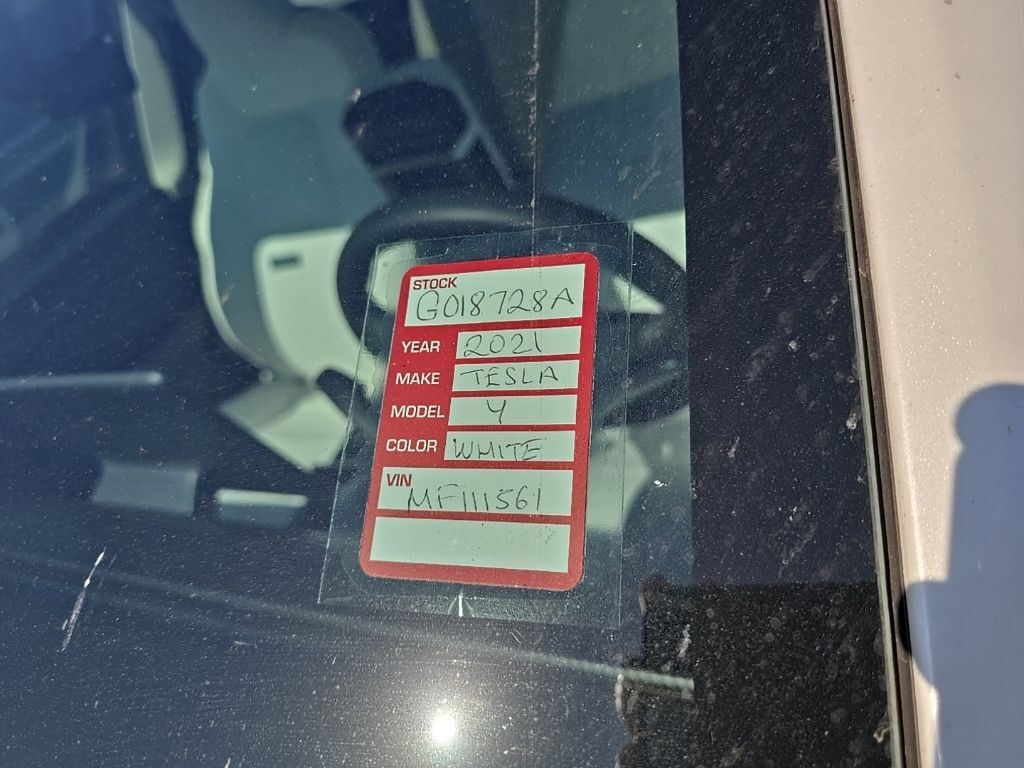 STOCK
G018728A
YEAR 2021
MAKE TESLA
MODEL Y
COLOR WHITE
VIN
MF111561